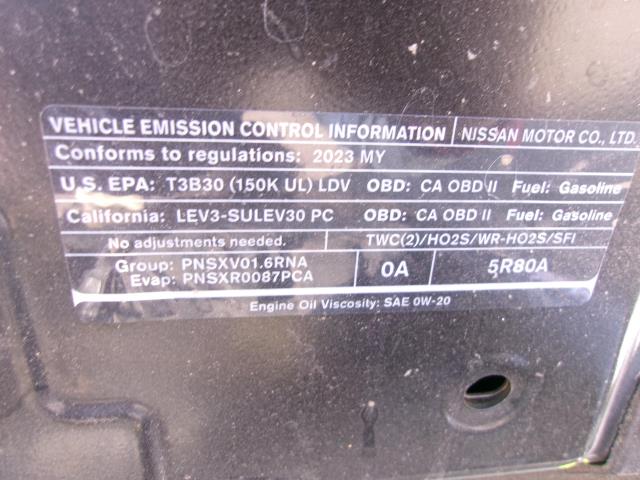 VEHICLE EMISSION CONTROL INFORMATION NISSAN MOTOR CO., LTD.
Conforms to regulations: 2023 MY
U.S. EPA: T3B30 (150K UL) LDV OBD: CA OBD II Fuel: Gasoline
California: LEV3-SULEV30 PC OBD: CA OBD II Fuel: Gasoline
No adjustments needed. TWC(2)/HO2S/WR-HO2S/SFI
Group: PNSXV01.6RNA 0A 5R80A
Evap: PNSXR0087PCA
Engine Oil Viscosity: SAE 0W-20